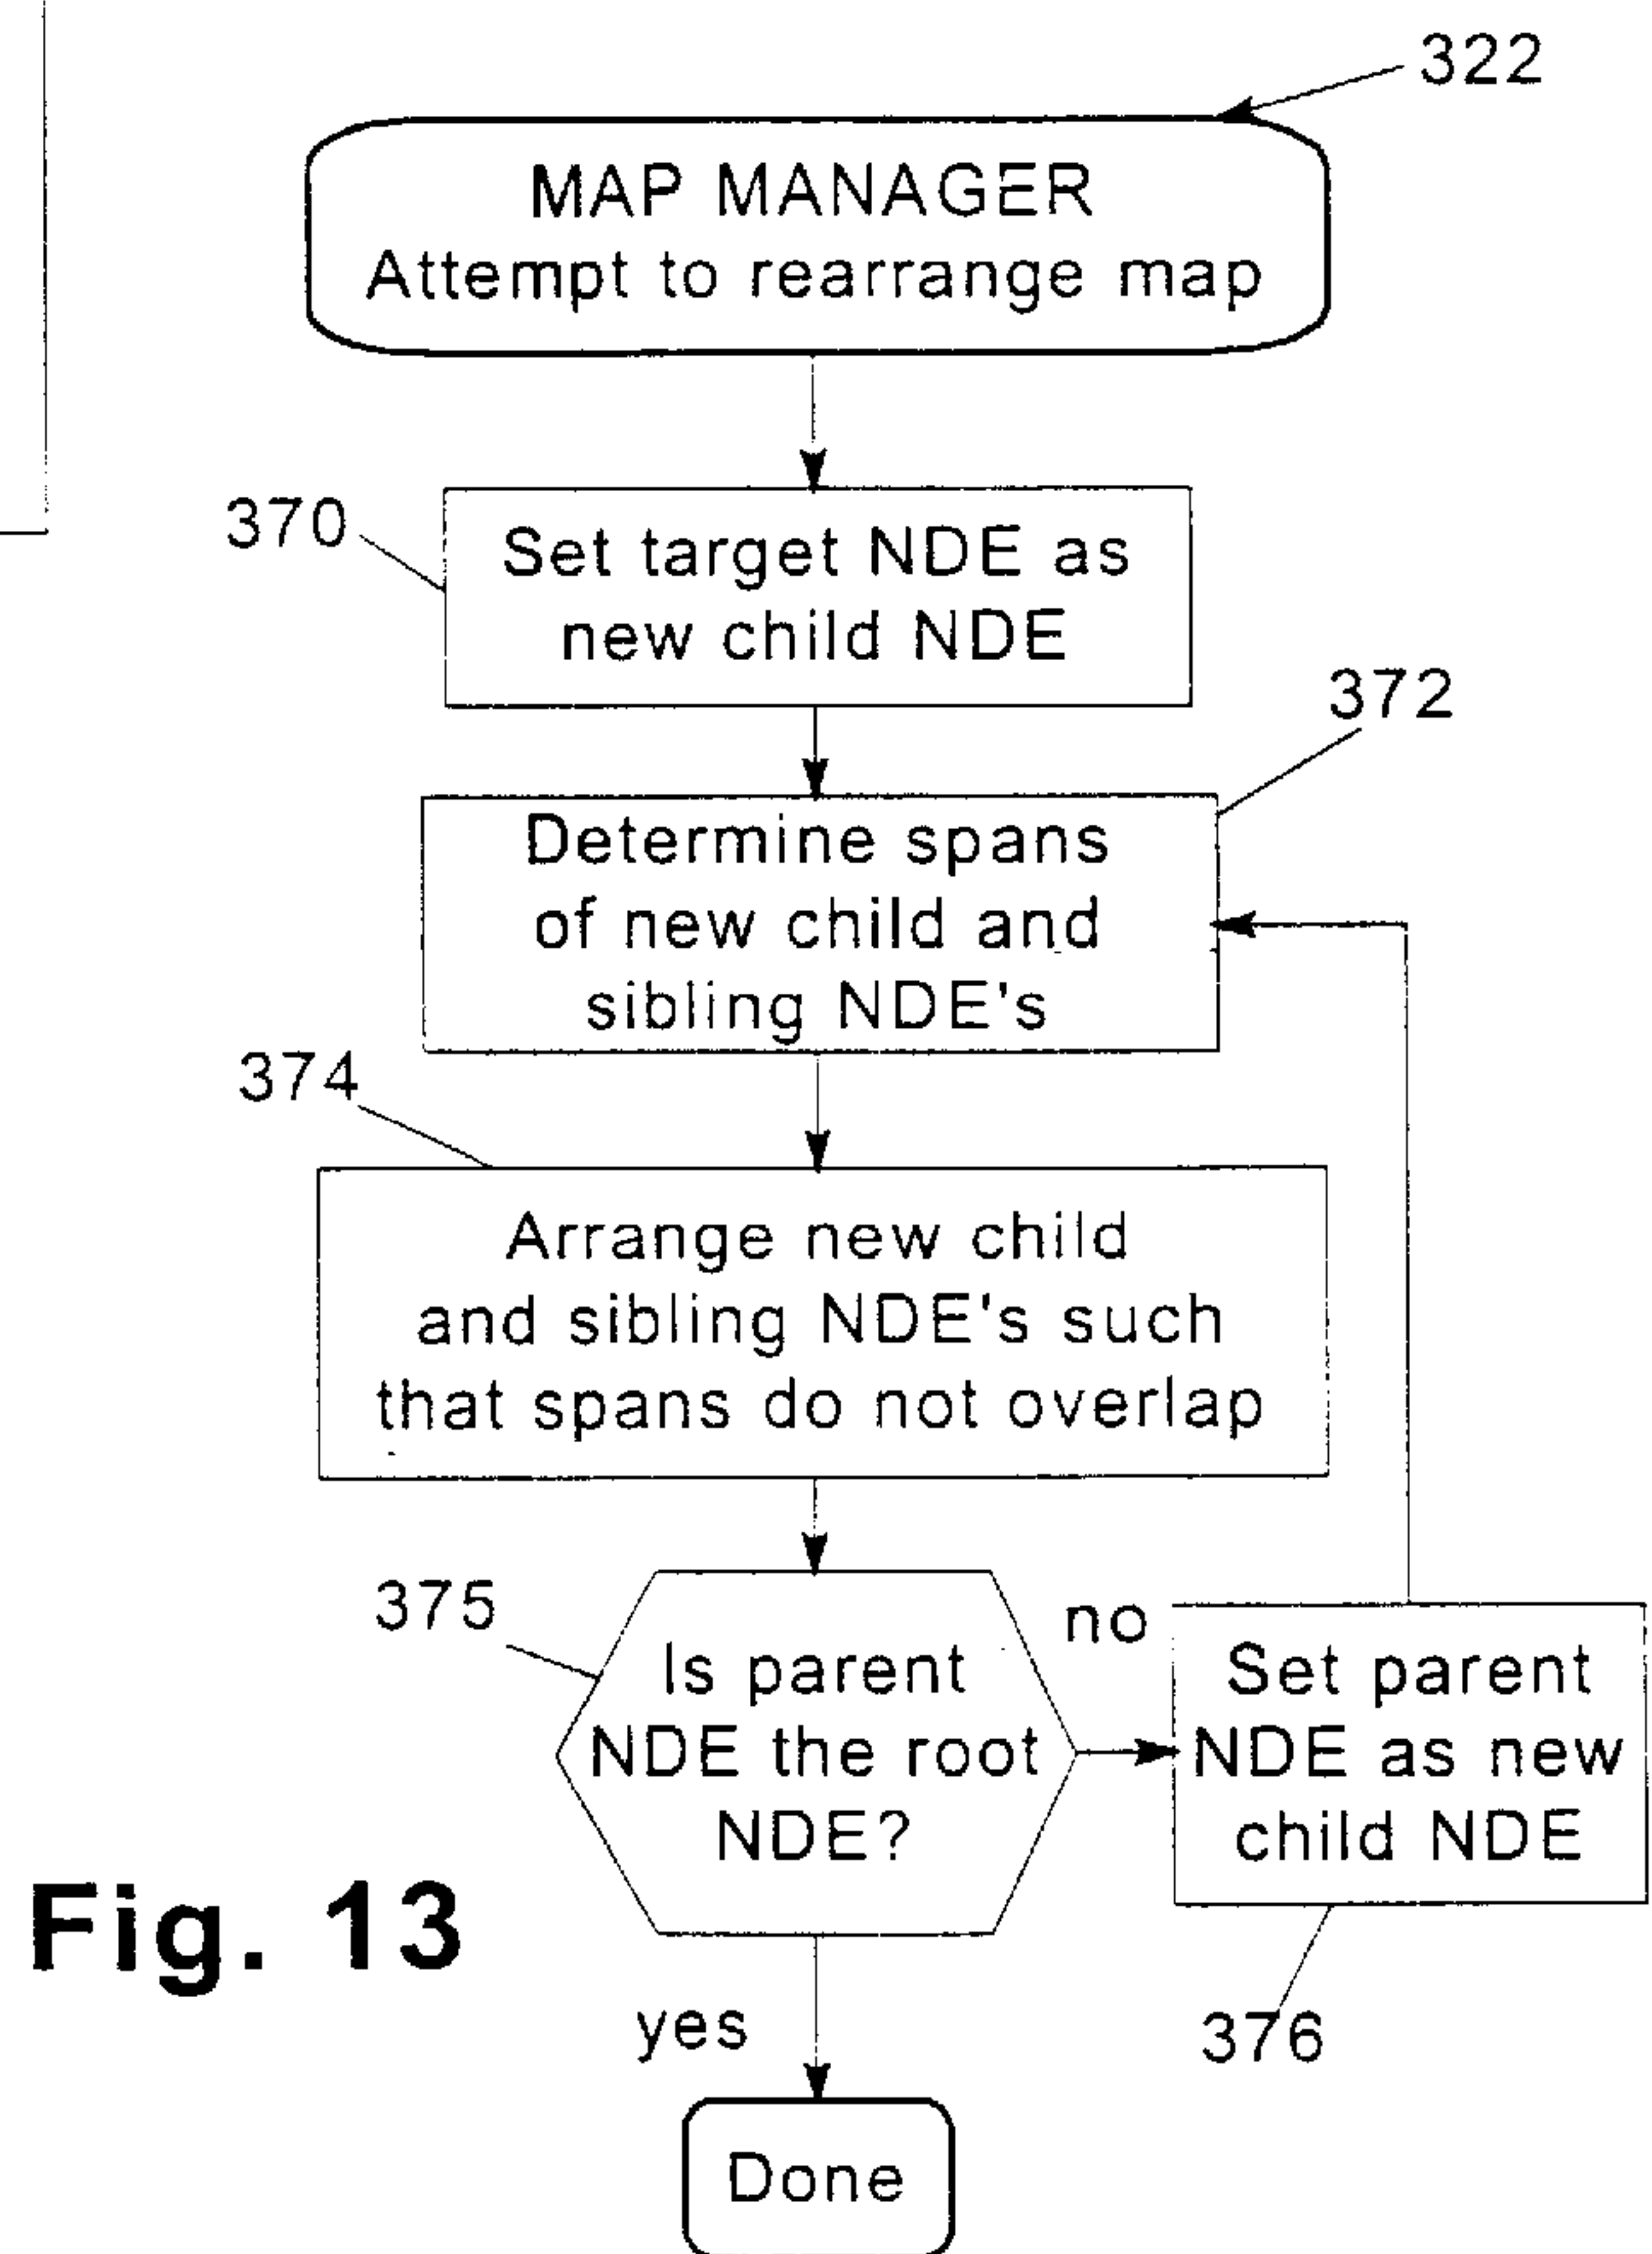 322
MAP MANAGER
Attempt to rearrange map
370
Set target NDE as
new child NDE
372
Determine spans
of new child and
sibling NDE's
374
Arrange new child
and sibling NDE's such
that spans do not overlap
375
Is parent
NDE the root
NDE?
no
Set parent
NDE as new
child NDE
376
yes
Done
Fig. 13